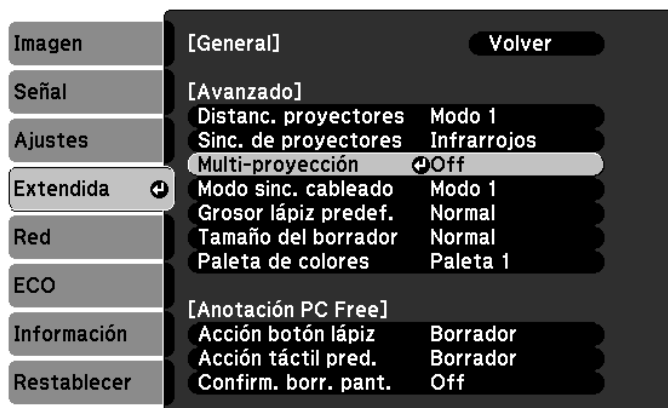 Imagen
Señal
Ajustes
Extendida
Red
ECO
Información
Restablecer
[General] Volver
[Avanzado]
Distanc. proyectores Modo 1
Sinc. de proyectores Infrarrojos
Multi-proyección Off
Modo sinc. cableado Modo 1
Grosor lápiz predef. Normal
Tamaño del borrador Normal
Paleta de colores Paleta 1
[Anotación PC Free]
Acción botón lápiz Borrador
Acción táctil pred. Borrador
Confirm. borr. pant. Off